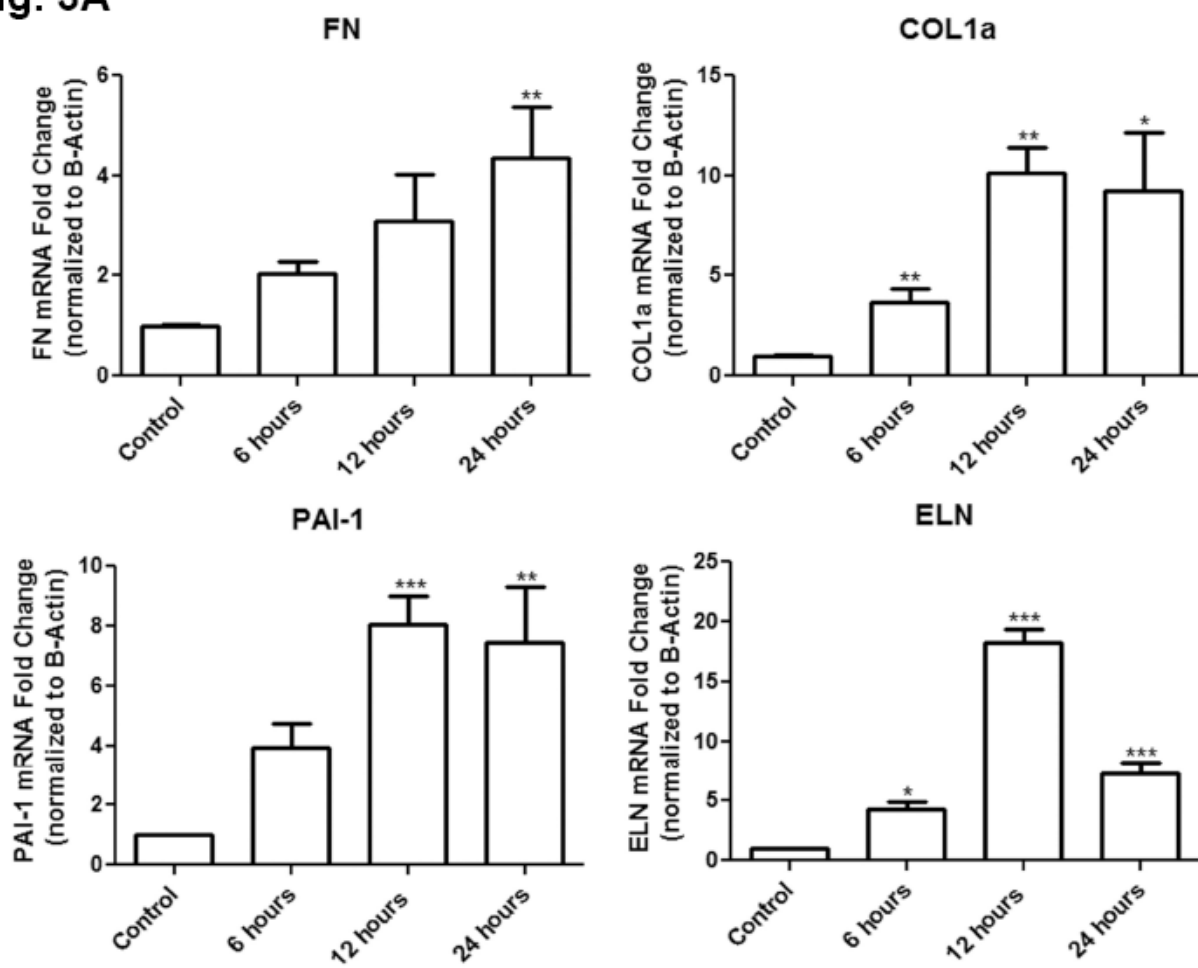 FN
FN mRNA Fold Change
(normalized to B-Actin)
6
4
2
0
**
Control
6 hours
12 hours
24 hours
COL1a
COL1a mRNA Fold Change
(normalized to B-Actin)
15
10
5
0
**
**
*
Control
6 hours
12 hours
24 hours
PAI-1
PAI-1 mRNA Fold Change
(normalized to B-Actin)
10
8
6
4
2
0
***
**
Control
6 hours
12 hours
24 hours
ELN
ELN mRNA Fold Change
(normalized to B-Actin)
25
20
15
10
5
0
*
***
***
Control
6 hours
12 hours
24 hours